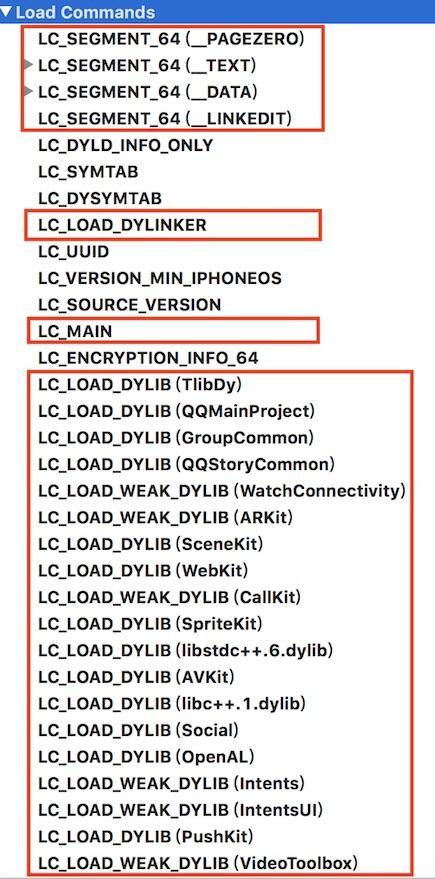 Load Commands
LC_SEGMENT_64 (__PAGEZERO)
LC_SEGMENT_64 (__TEXT)
LC_SEGMENT_64 (__DATA)
LC_SEGMENT_64 (__LINKEDIT)
LC_DYLD_INFO_ONLY
LC_SYMTAB
LC_DYSYMTAB
LC_LOAD_DYLINKER
LC_UUID
LC_VERSION_MIN_IPHONEOS
LC_SOURCE_VERSION
LC_MAIN
LC_ENCRYPTION_INFO_64
LC_LOAD_DYLIB (TlibDy)
LC_LOAD_DYLIB (QQMainProject)
LC_LOAD_DYLIB (GroupCommon)
LC_LOAD_DYLIB (QQStoryCommon)
LC_LOAD_WEAK_DYLIB (WatchConnectivity)
LC_LOAD_WEAK_DYLIB (ARKit)
LC_LOAD_DYLIB (SceneKit)
LC_LOAD_DYLIB (WebKit)
LC_LOAD_WEAK_DYLIB (CallKit)
LC_LOAD_DYLIB (SpriteKit)
LC_LOAD_DYLIB (libstdc++.6.dylib)
LC_LOAD_DYLIB (AVKit)
LC_LOAD_DYLIB (libc++.1.dylib)
LC_LOAD_DYLIB (Social)
LC_LOAD_DYLIB (OpenAL)
LC_LOAD_WEAK_DYLIB (Intents)
LC_LOAD_WEAK_DYLIB (IntentsUI)
LC_LOAD_DYLIB (PushKit)
LC_LOAD_WEAK_DYLIB (VideoToolbox)